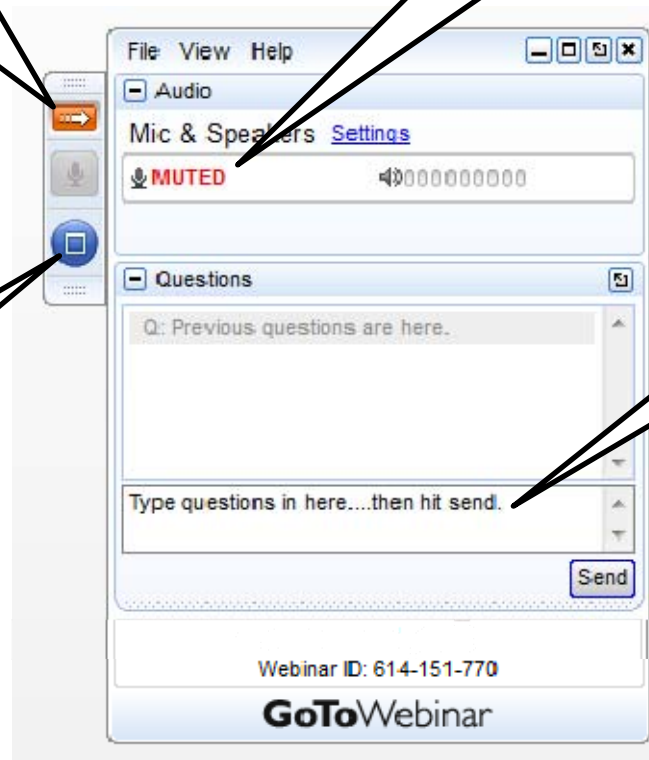 File View Help
Audio
Mic & Speakers Settings
MUTED 000000000
Questions
Q: Previous questions are here.
Type questions in here....then hit send.
Send
Webinar ID: 614-151-770
GoToWebinar